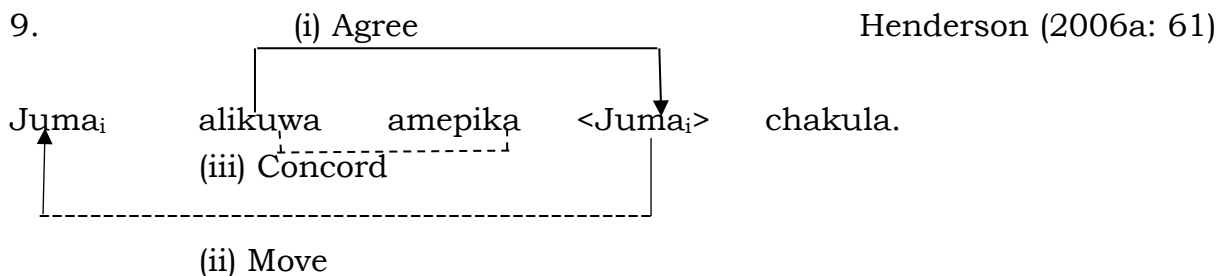 9. (i) Agree Henderson (2006a: 61)
Jumaᵢ alikuwa amepika <Jumaᵢ> chakula.
(iii) Concord
(ii) Move